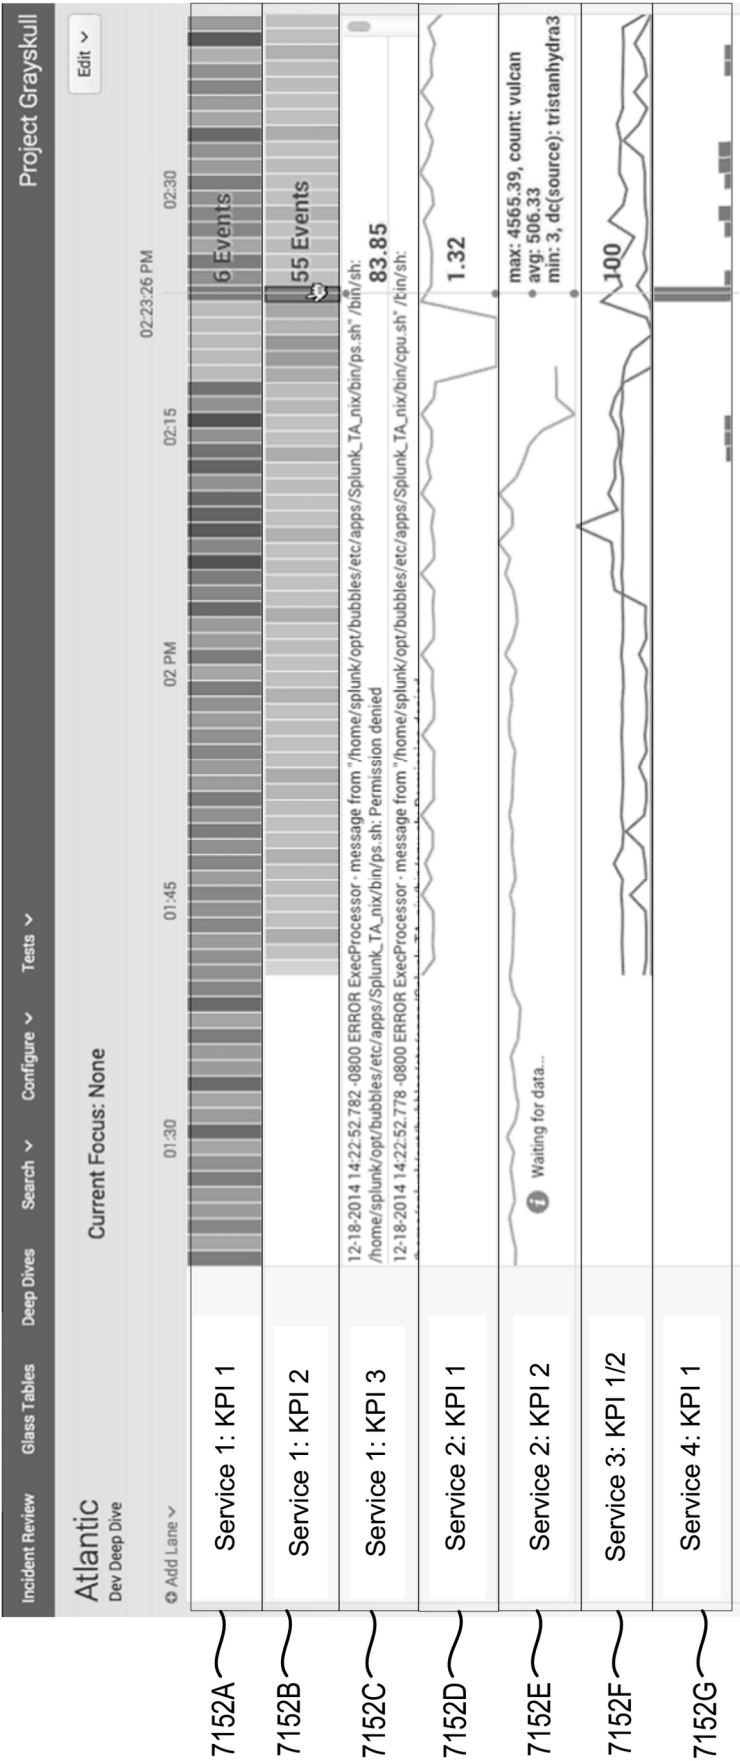 Incident Review Glass Tables Deep Dives Search Configure Tests Project Grayskull
Atlantic
Dev Deep Dive
Current Focus: None
Edit
02:23:26 PM
Add Lane
01:30 01:45 02 PM 02:15 02:30
7152A Service 1: KPI 1 6 Events
7152B Service 1: KPI 2 55 Events
7152C Service 1: KPI 3 83.85
12-18-2014 14:22:52.782 -0800 ERROR ExecProcessor - message from "/home/splunk/opt/bubbles/etc/apps/Splunk_TA_nix/bin/ps.sh" /bin/sh:
/home/splunk/opt/bubbles/etc/apps/Splunk_TA_nix/bin/ps.sh: Permission denied
12-18-2014 14:22:52.778 -0800 ERROR ExecProcessor - message from "/home/splunk/opt/bubbles/etc/apps/Splunk_TA_nix/bin/cpu.sh" /bin/sh:
7152D Service 2: KPI 1 1.32
7152E Service 2: KPI 2
max: 4565.39, count: vulcan
avg: 506.33
min: 3, dc(source): tristanhydra3
Waiting for data...
7152F Service 3: KPI 1/2 100
7152G Service 4: KPI 1